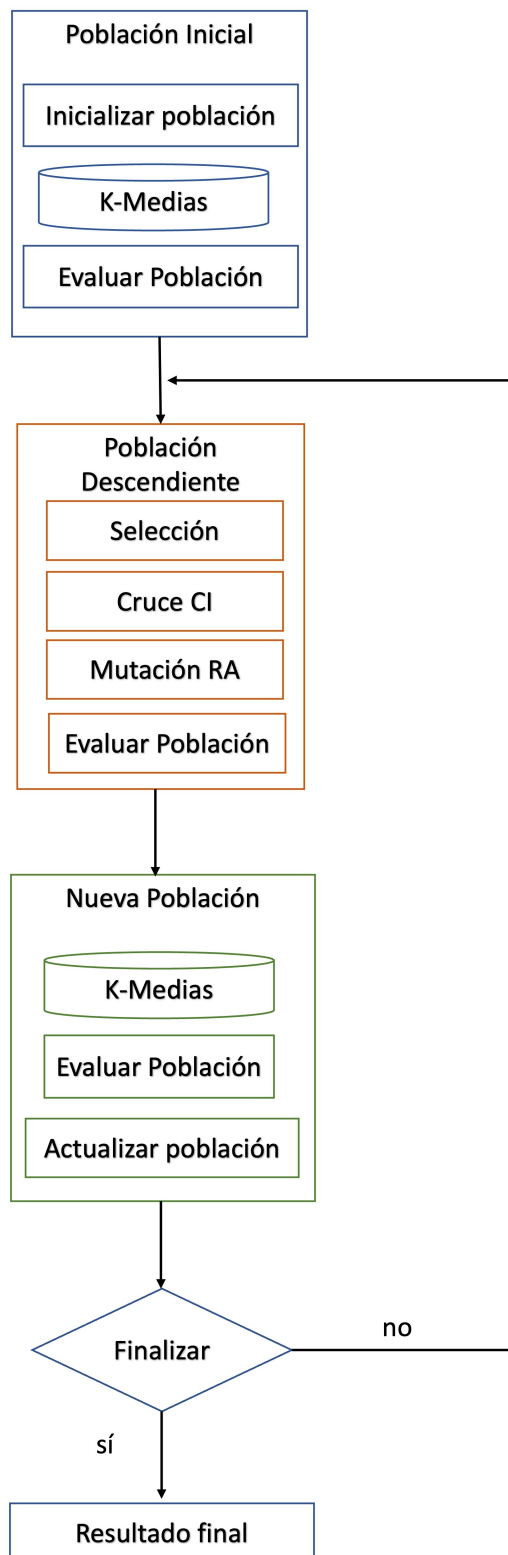 Población Inicial
Inicializar población
K-Medias
Evaluar Población
Población
Descendiente
Selección
Cruce CI
Mutación RA
Evaluar Población
Nueva Población
K-Medias
Evaluar Población
Actualizar población
Finalizar
no
sí
Resultado final